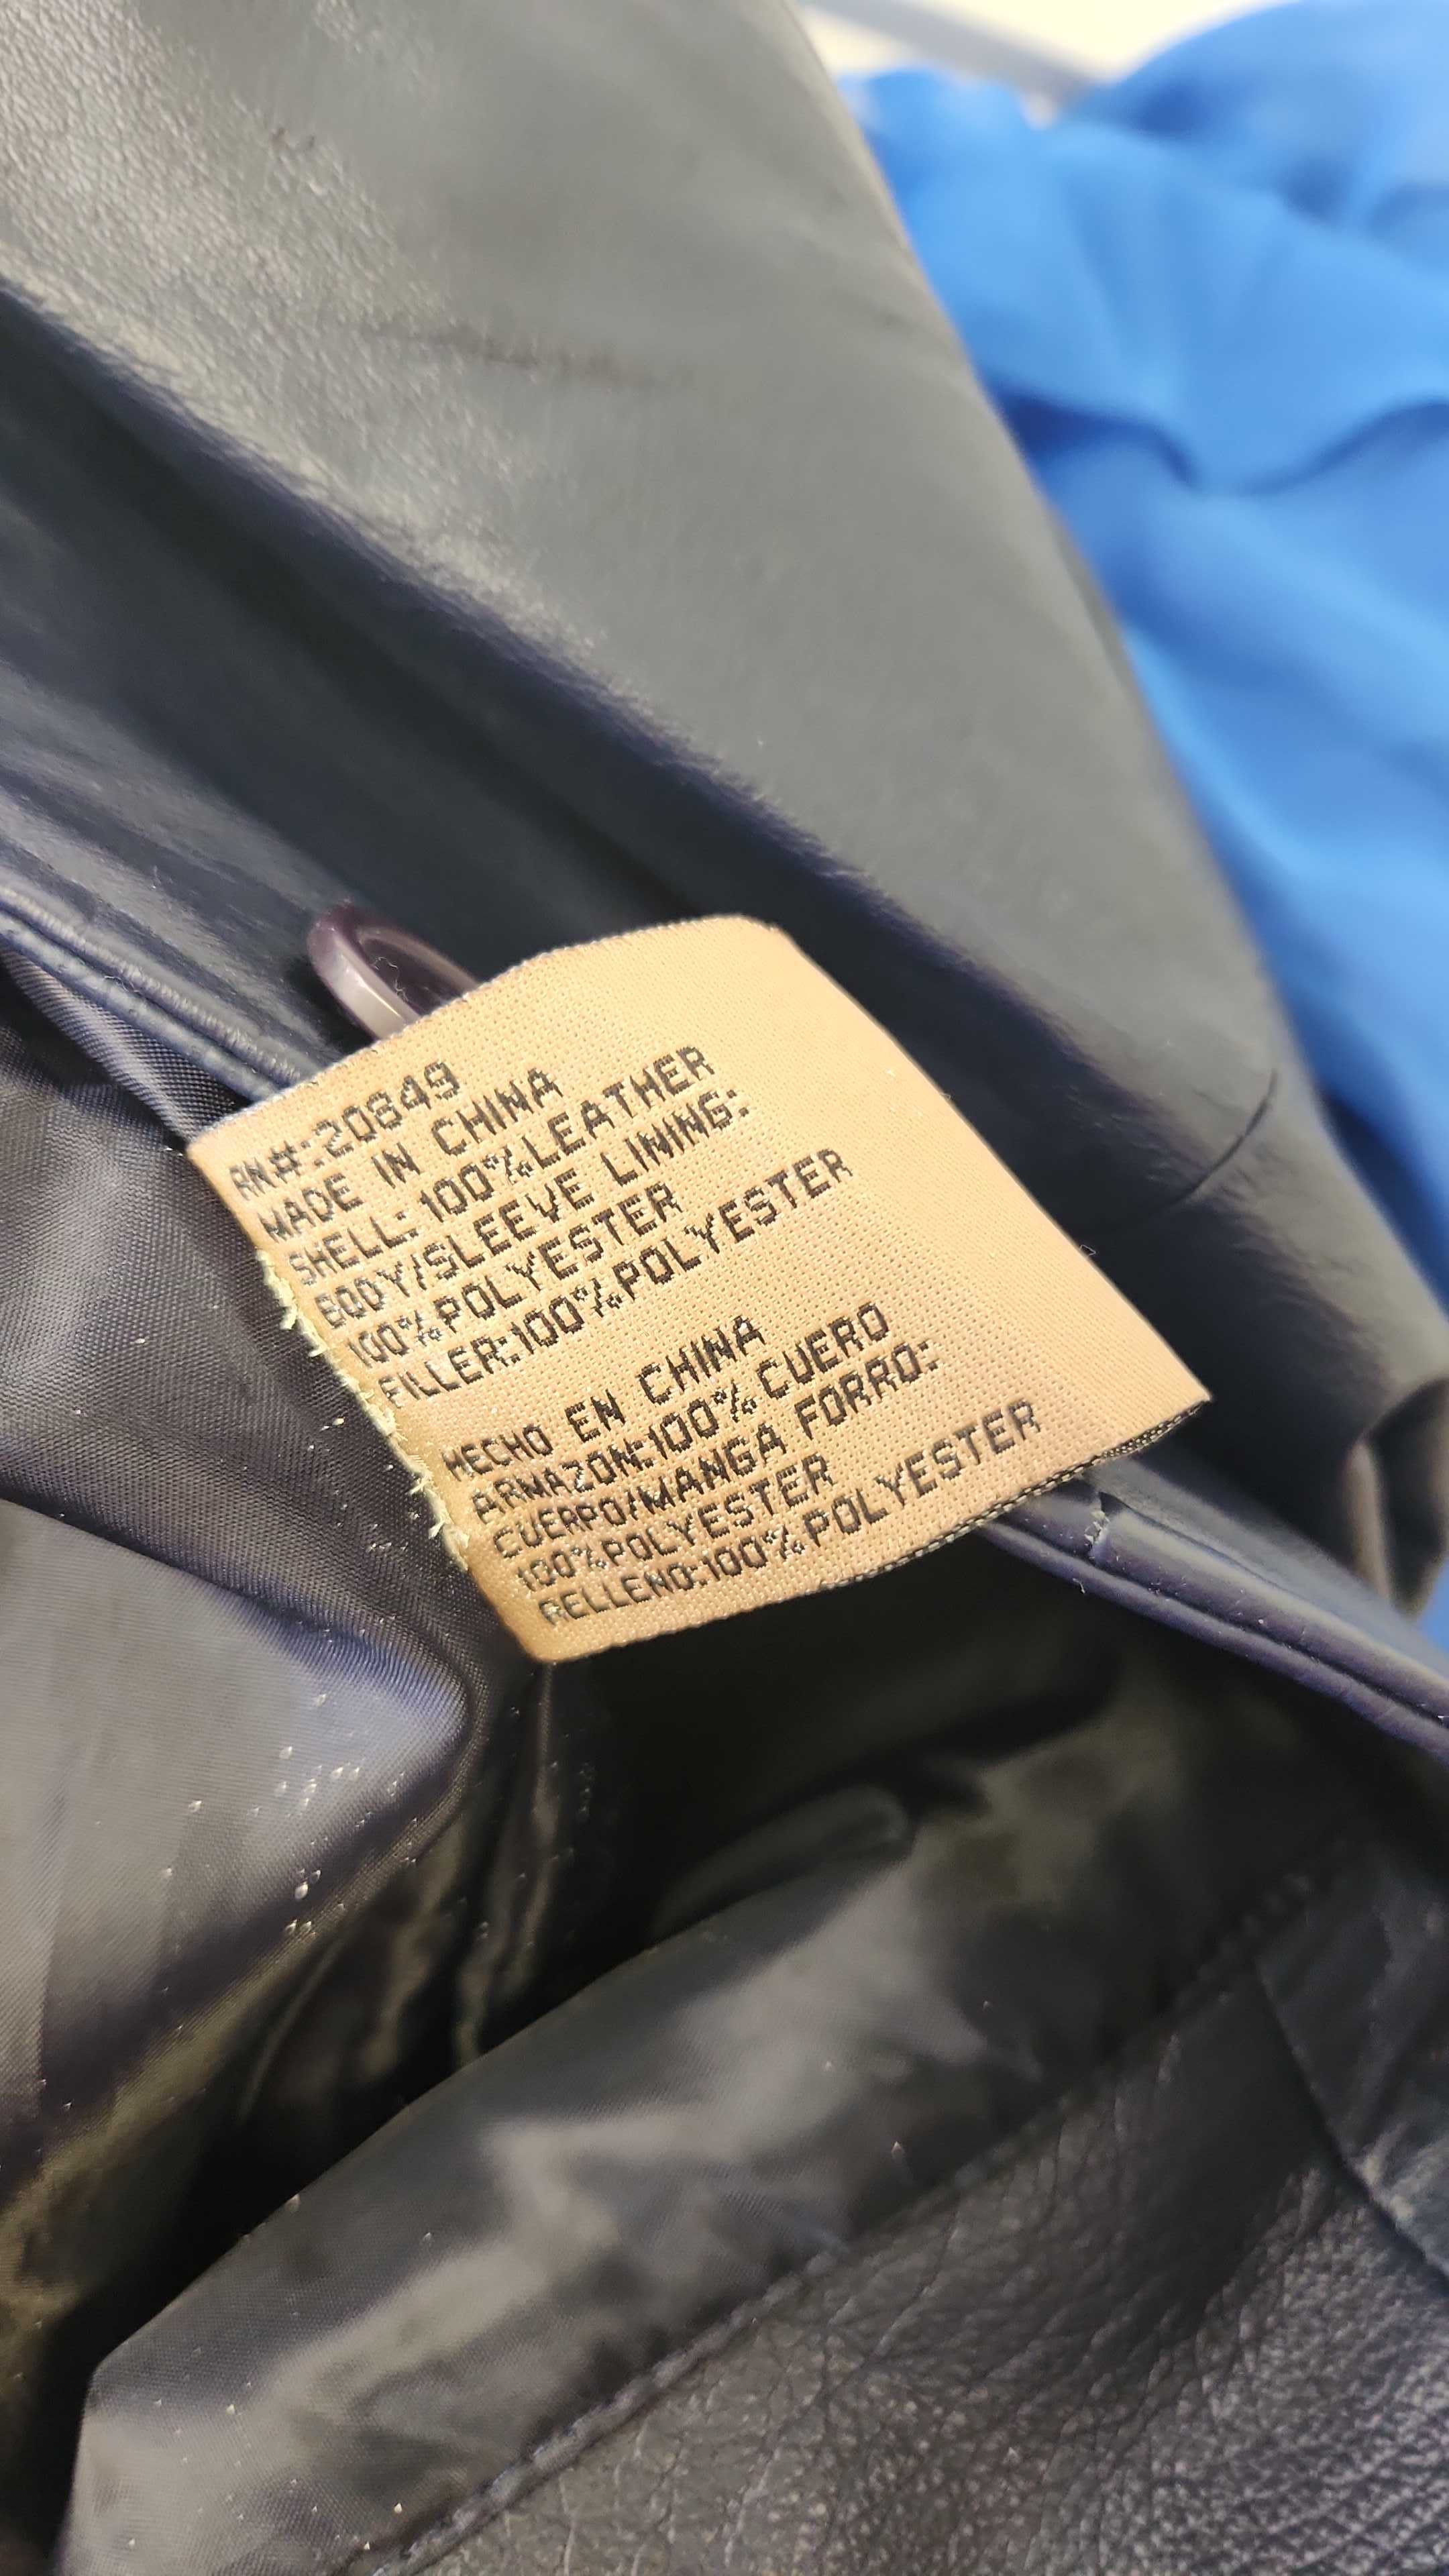 RN#:20649
MADE IN CHINA
SHELL:100%LEATHER
BODY/SLEEVE LINING:
100%POLYESTER
FILLER:100%POLYESTER
HECHO EN CHINA
ARMAZON:100%CUERO
CUERPO/MANGA FORRO:
100%POLYESTER
RELLENO:100%POLYESTER